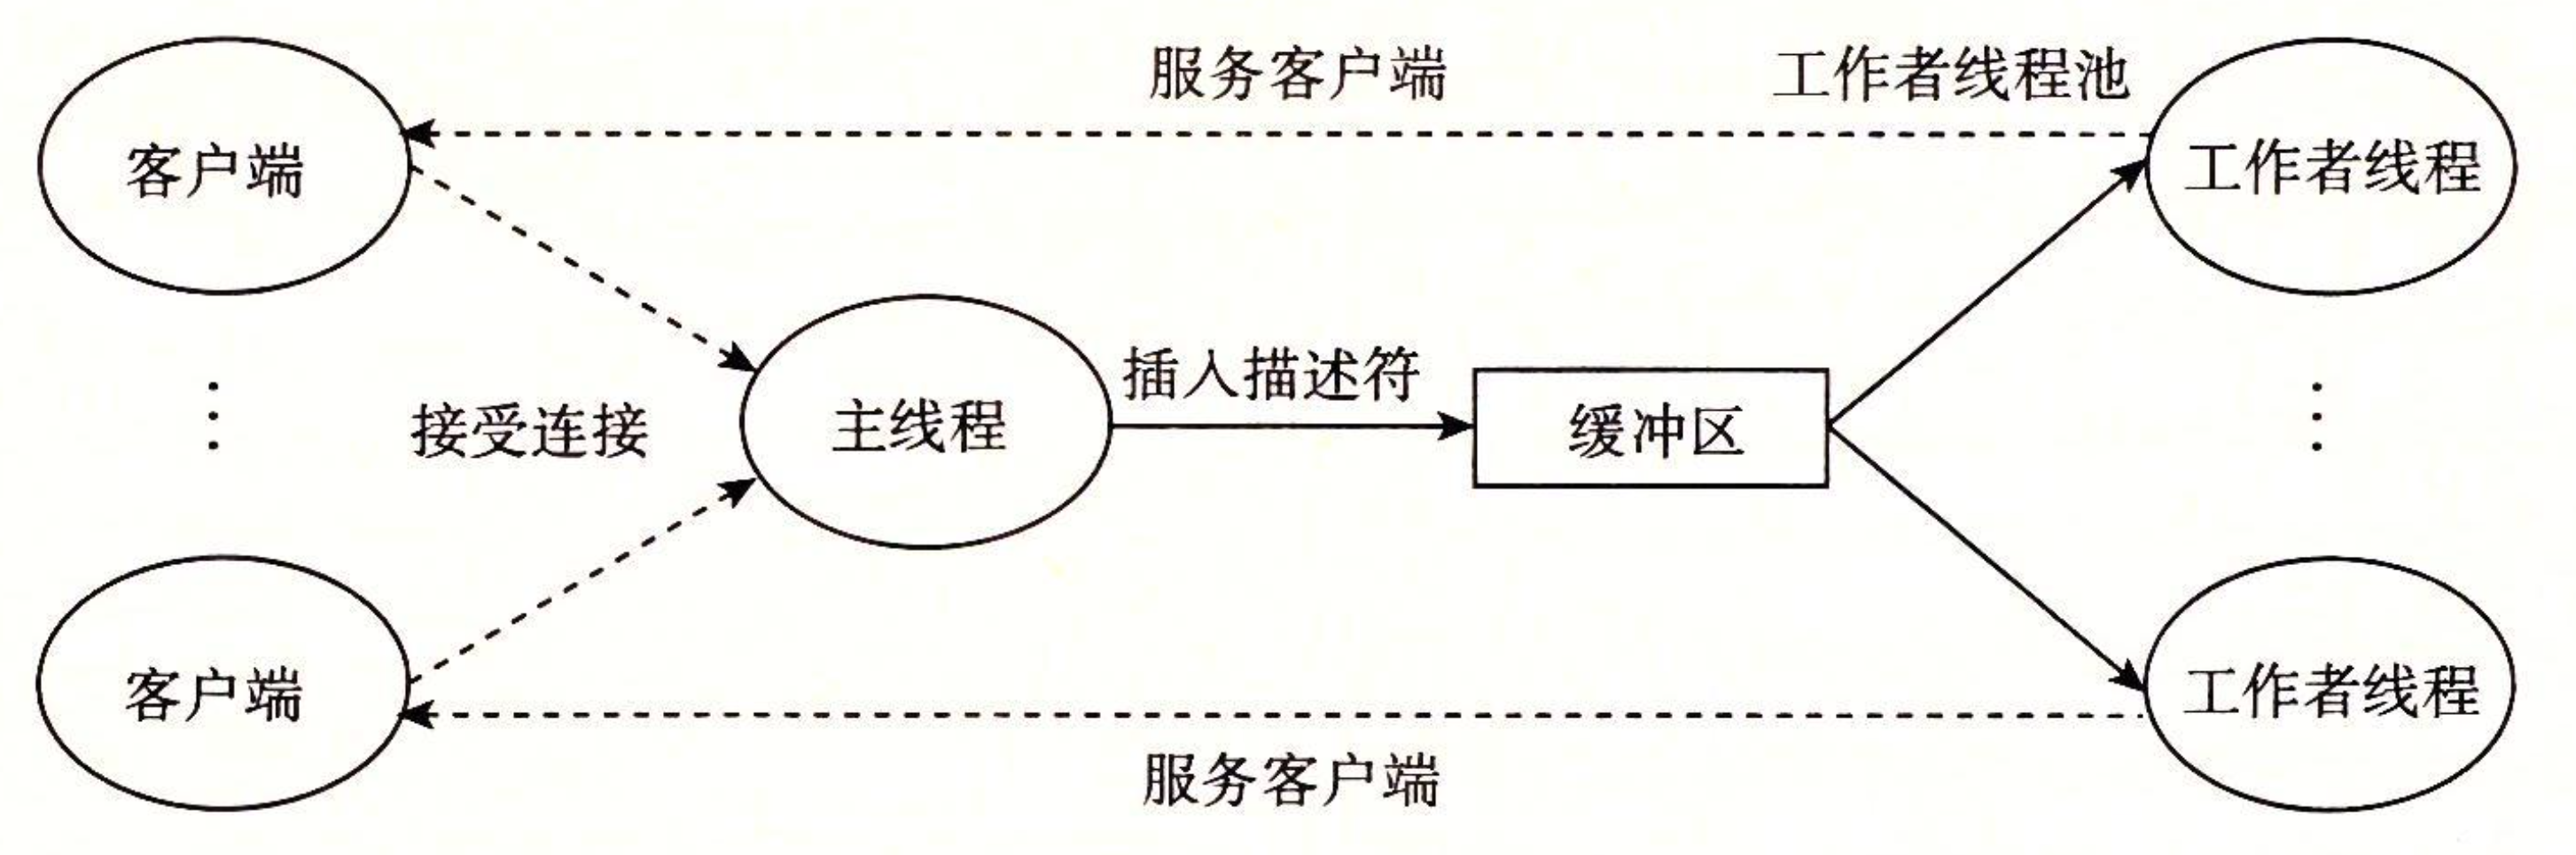 服务客户端
工作者线程池
客户端
工作者线程
插入描述符
接受连接
主线程
缓冲区
客户端
工作者线程
服务客户端